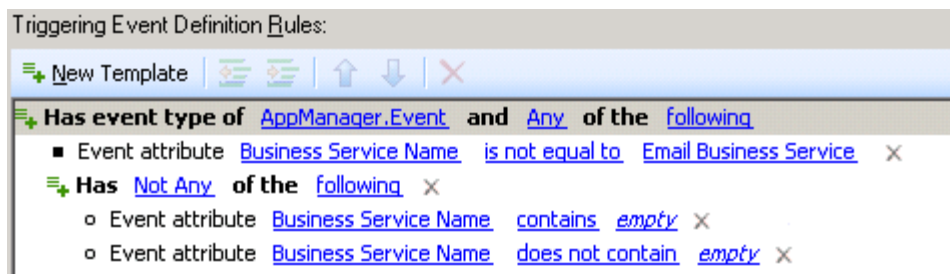 Triggering Event Definition Rules:
New Template
Has event type of AppManager.Event and Any of the following
Event attribute Business Service Name is not equal to Email Business Service
Has Not Any of the following
Event attribute Business Service Name contains empty
Event attribute Business Service Name does not contain empty